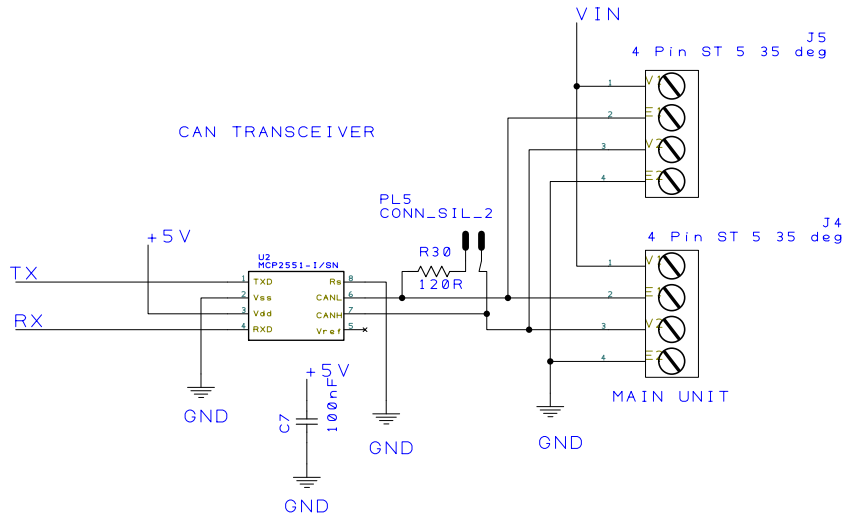 VIN
J5
4 Pin ST 5 35 deg
1 V1
2 E1
3 V2
4 E2
CAN TRANSCEIVER
PL5
CONN_SIL_2
J4
4 Pin ST 5 35 deg
1 V1
2 E1
3 V2
4 E2
MAIN UNIT
+5V
R30
120R
U2
MCP2551-I/SN
TX
RX
1 TXD Rs 8
2 Vss CANL 6
3 Vdd CANH 7
4 RXD Vref 5
GND
+5V
C7
100nF
GND
GND
GND